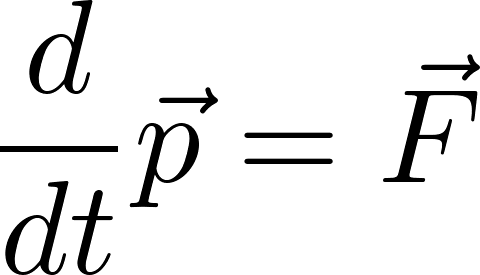 d/dt p⃗ = F⃗